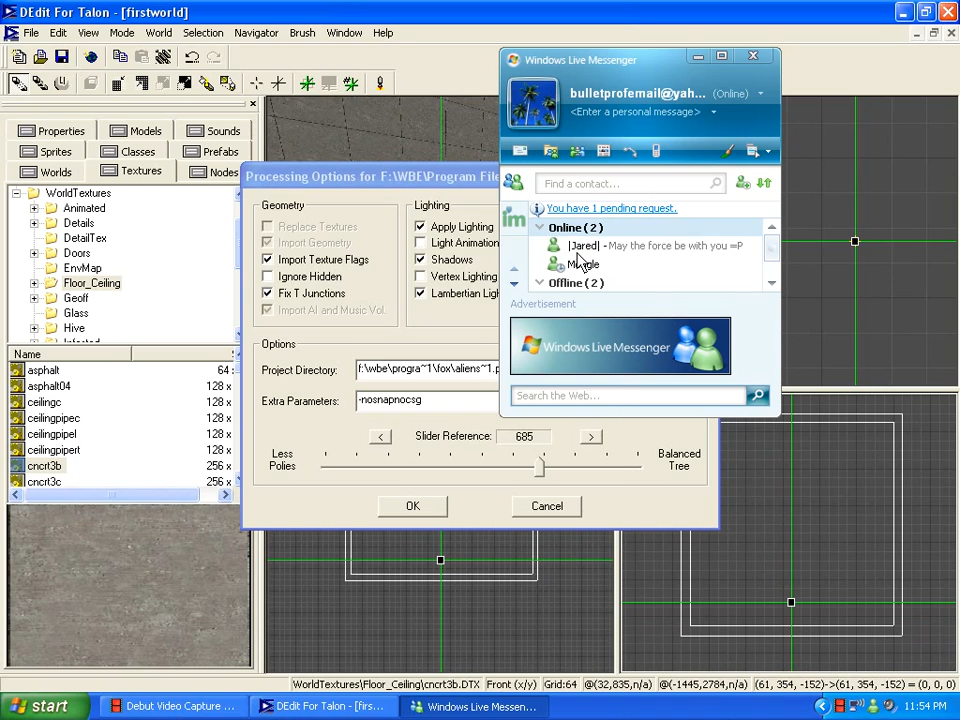 DEdit For Talon - [firstworld]
File Edit View Mode World Selection Navigator Brush Window Help
Properties Models Sounds
Sprites Classes Prefabs
Worlds Textures Nodes
WorldTextures
Animated
Details
DetailTex
Doors
EnvMap
Floor_Ceiling
Geoff
Glass
Hive
Name
asphalt 64
asphalt04 128 x
ceilingc 128 x
ceilingpipec 128 x
ceilingpipel 128 x
ceilingpipert 128 x
cncrt3b 256 x
cncrt3c 256 x
Processing Options for F:\WBE\Program File
Geometry
Replace Textures
Import Geometry
Import Texture Flags
Ignore Hidden
Fix T Junctions
Import AI and Music Vol.
Lighting
Apply Lighting
Light Animation
Shadows
Vertex Lighting
Lambertian Ligh
Options
Project Directory: f:\wbe\progra~1\fox\aliens~1.p
Extra Parameters: -nosnapnocsg
< Slider Reference: 685 >
Less Polies
Balanced Tree
OK Cancel
Windows Live Messenger
bulletprofemail@yah... (Online)
<Enter a personal message>
Find a contact...
im
You have 1 pending request.
Online (2)
|Jared| - May the force be with you =P
Offline (2)
Advertisement
Windows Live Messenger
Search the Web...
WorldTextures\Floor_Ceiling\cncrt3b.DTX Front (x/y) Grid:64 @(32,835,n/a) @(-1445,2784,n/a) (61, 354, -152)->(61, 354, -152) = (0, 0, 0)
start Debut Video Capture ... DEdit For Talon - [firs... Windows Live Messen... 11:54 PM